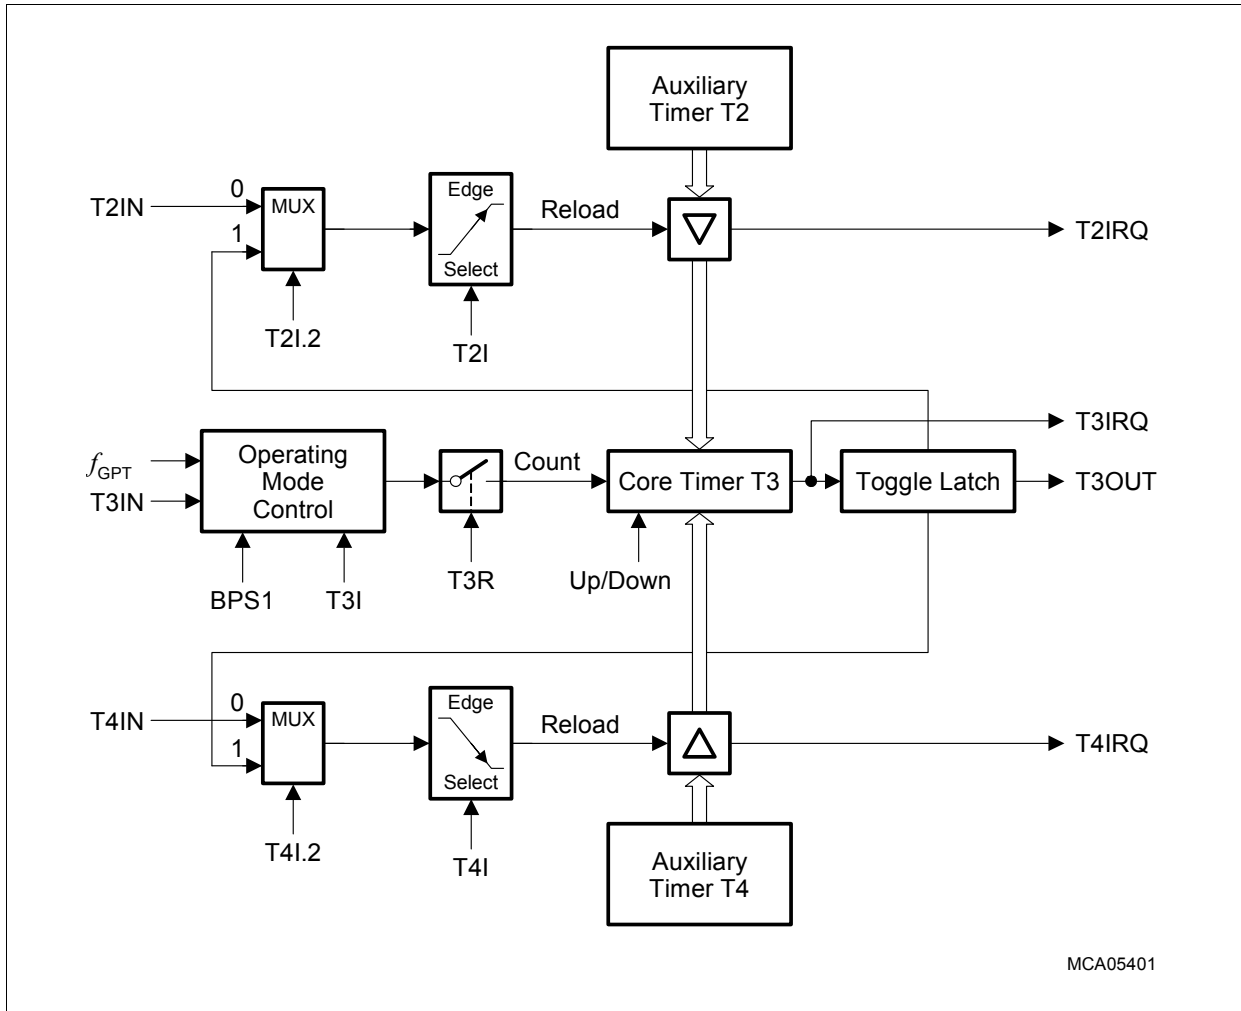 Auxiliary
Timer T2
T2IN
0
1
MUX
T2I.2
Edge
Select
T2I
Reload
T2IRQ
fGPT
T3IN
Operating
Mode
Control
BPS1
T3I
T3R
Count
Core Timer T3
Up/Down
Toggle Latch
T3IRQ
T3OUT
T4IN
0
1
MUX
T4I.2
Edge
Select
T4I
Reload
T4IRQ
Auxiliary
Timer T4
MCA05401